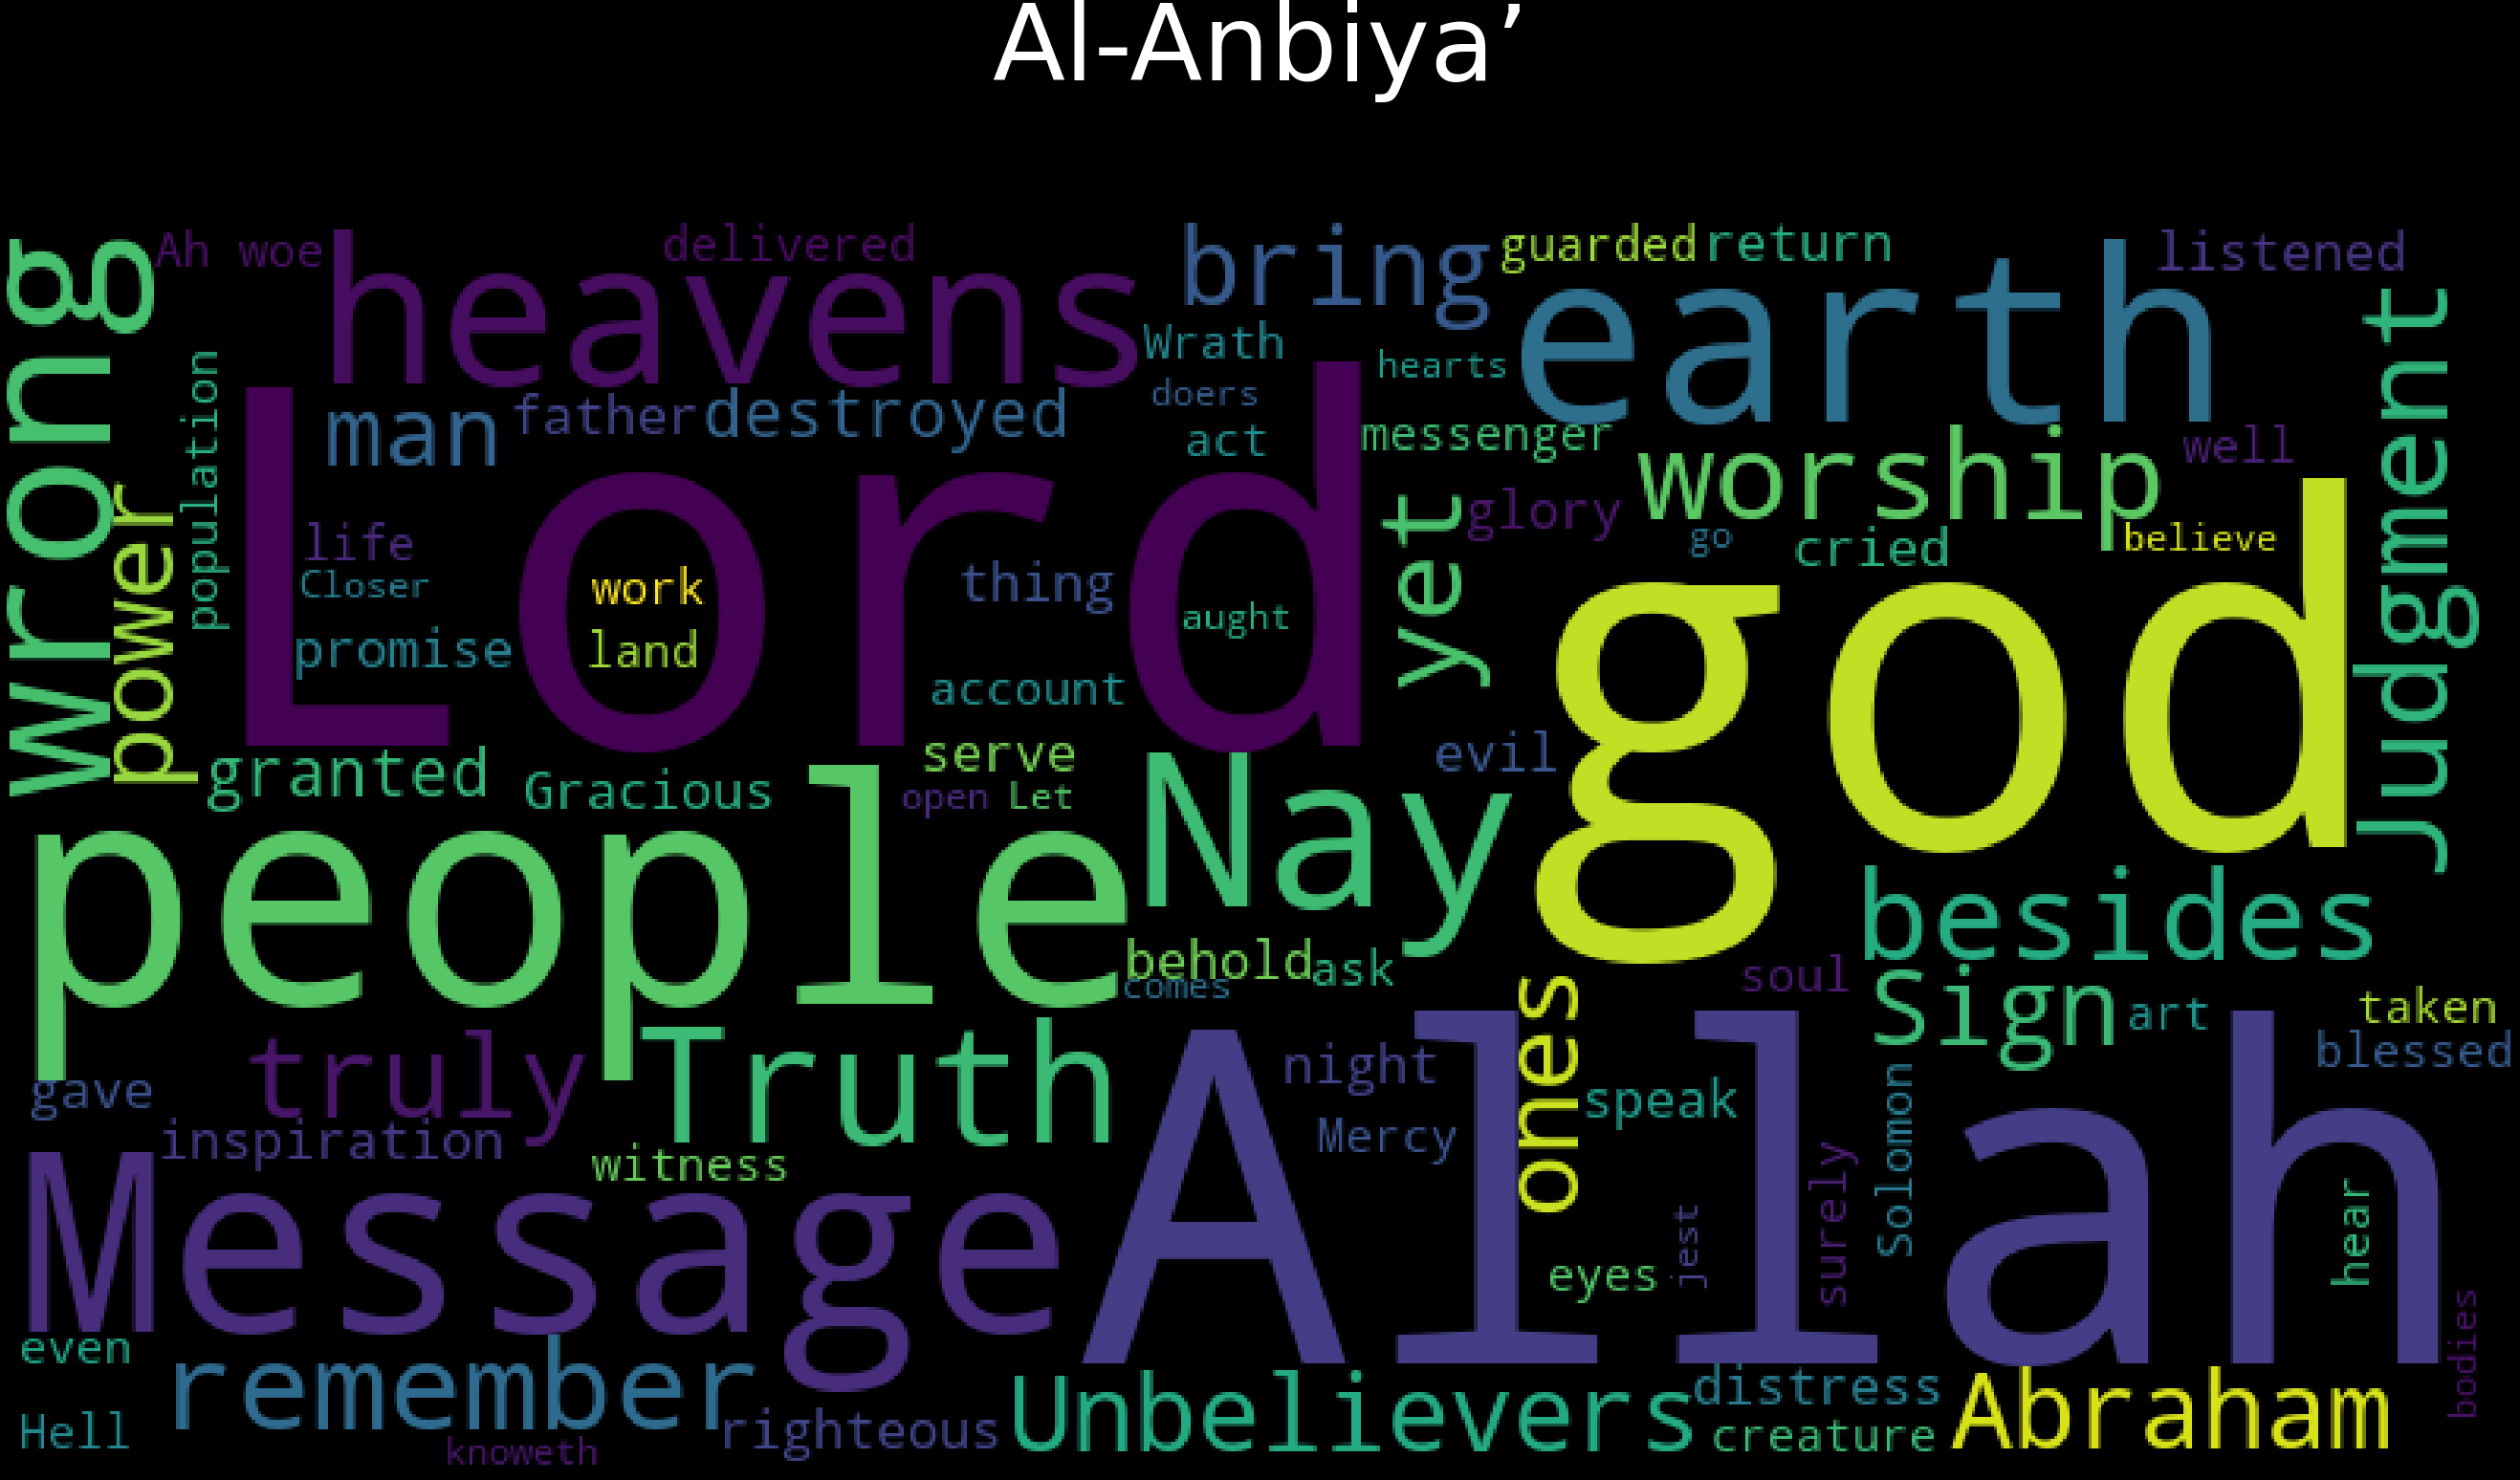 Al-Anbiya’
wrong
Ah woe
heavens
delivered
bring
guarded
return
earth
listened
Judgment
population
power
man
father
destroyed
Wrath
hearts
doers
act
messenger
worship
well
Lord
life
Closer
promise
work
land
thing
aught
account
yet
glory
go
cried
believe
god
granted
Gracious
serve
open
Let
Nay
evil
people
behold
comes
ask
besides
soul
Sign
art
taken
blessed
gave
truly
Truth
inspiration
witness
Allah
night
Mercy
ones
speak
surely
Solomon
jest
eyes
hear
bodies
Message
even
remember
Hell
knoweth
righteous
Unbelievers
distress
creature
Abraham